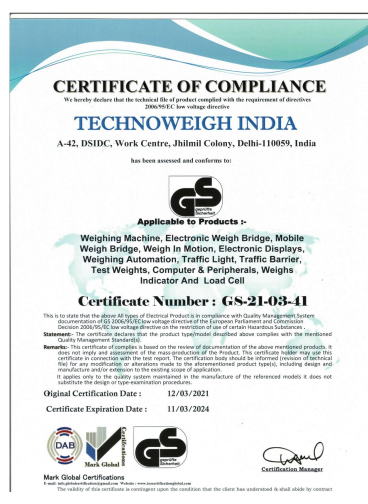 CERTIFICATE OF COMPLIANCE
We hereby declare that the technical file of product complied with the requirement of directives
2006/95/EC low voltage directive
TECHNOWEIGH INDIA
A-42, DSIDC, Work Centre, Jhilmil Colony, Delhi-110059, India
has been assessed and conforms to:
GS
geprüfte
Sicherheit
Applicable to Products :-
Weighing Machine, Electronic Weigh Bridge, Mobile
Weigh Bridge, Weigh In Motion, Electronic Displays,
Weighing Automation, Traffic Light, Traffic Barrier,
Test Weights, Computer & Peripherals, Weighs
Indicator And Load Cell
Certificate Number : GS-21-03-41
This is to state that the above All types of Electrical Product is in compliance with Quality Management System
documentation of GS 2006/95/EC low voltage directive of the European Parliament and Commission
Decision 2006/95/EC low voltage directive on the restriction of use of certain Hazardous Substances .
Statement:- The certificate declares that the product type/model described above complies with the mentioned
Quality Management Standard(s).
Remarks:- This certificate of complies is based on the review of documentation of the above mentioned products. It
does not imply and assessment of the mass-production of the Product. This certificate holder may use this
certificate in connection with the test report. The certification body should be informed (revision of technical
file) for any modification or alterations made to the aforementioned product type(s), including design and
manufacture and/or extension to the existing scope of application.
It applies only to the quality system maintained in the manufacture of the referenced models it does not
substitute the design or type-examination procedures.
Oiginal Certification Date : 12/03/2021
Certificate Expiration Date : 11/03/2024
DAB
Mark Global
Certifications
GS
geprüfte
Sicherheit
Certification Manager
Mark Global Certifications
The validity of this certificate is contingent upon the condition that the client has understood & shall abide by contract